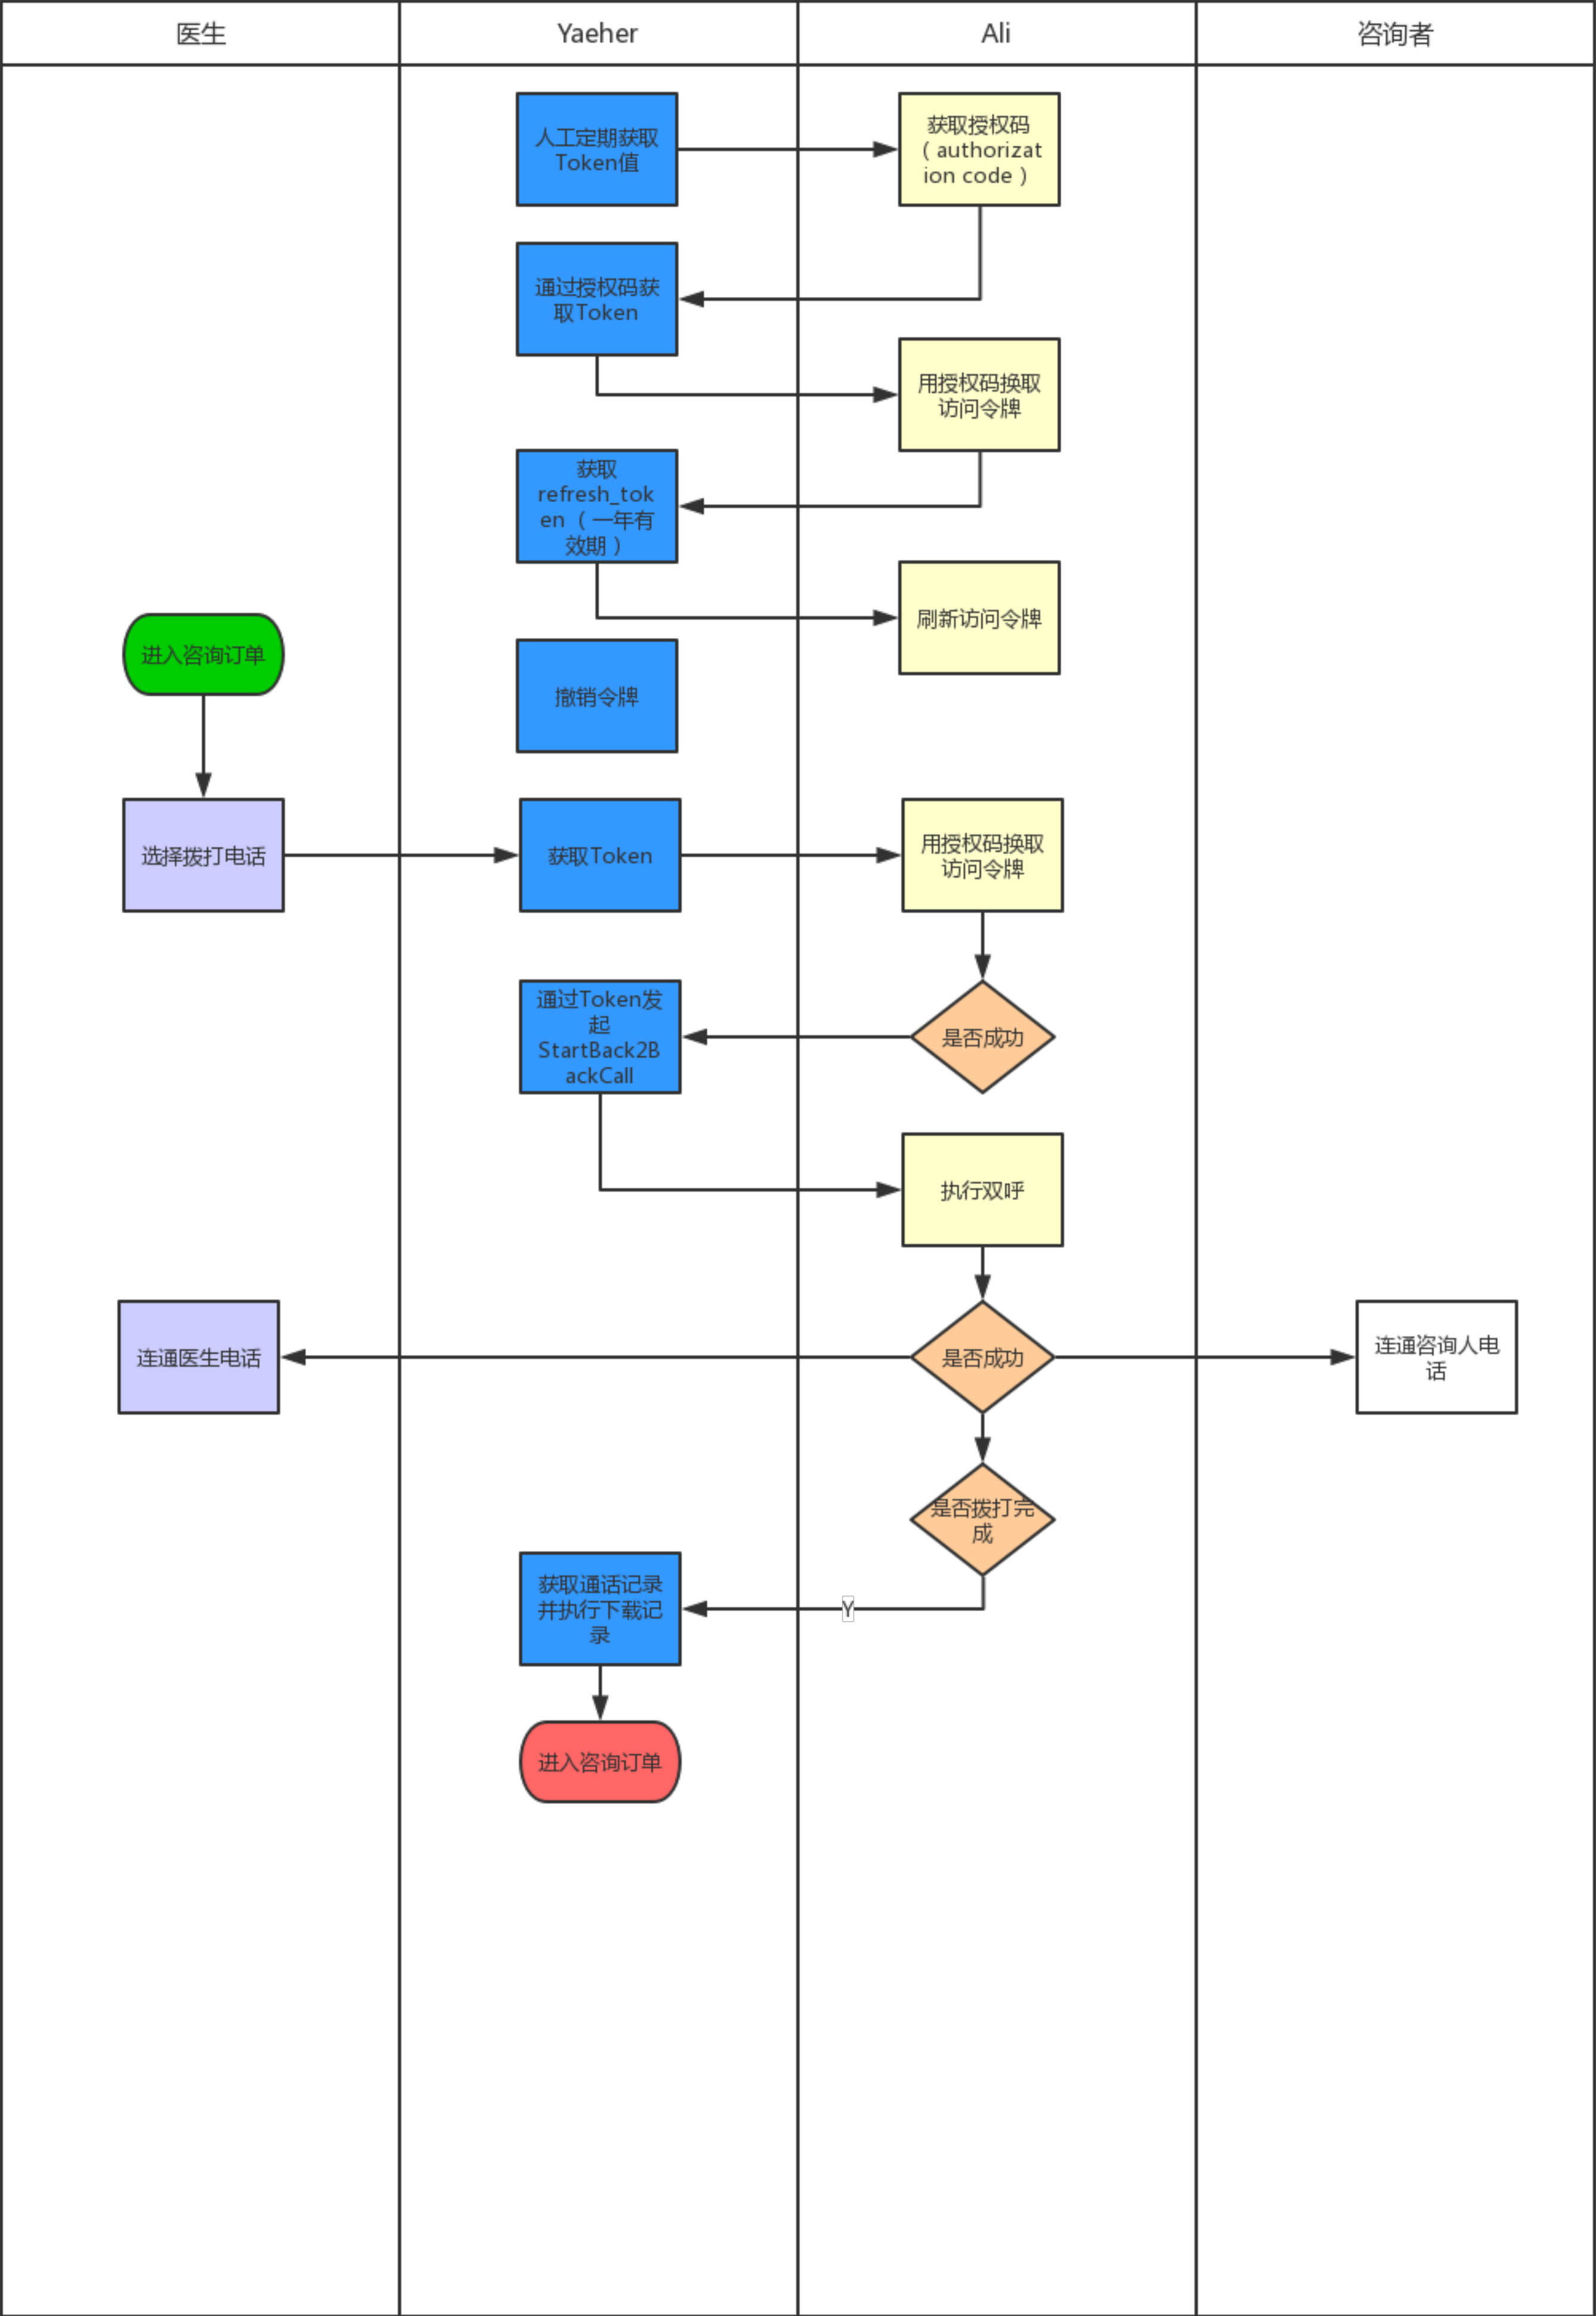 医生
Yaeher
Ali
咨询者
人工定期获取
Token值
获取授权码
（authorizat
ion code）
通过授权码获
取Token
用授权码换取
访问令牌
获取
refresh_tok
en（一年有
效期）
刷新访问令牌
进入咨询订单
撤销令牌
选择拨打电话
获取Token
用授权码换取
访问令牌
通过Token发
起
StartBack2B
ackCall
是否成功
执行双呼
连通医生电话
是否成功
连通咨询人电
话
是否拨打完
成
获取通话记录
并执行下载记
录
Y
进入咨询订单